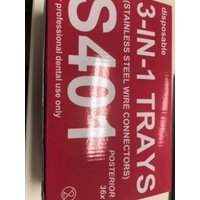 disposable
3-IN-1 TRAYS
(STAINLESS STEEL WIRE CONNECTORS)
S401
POSTERIOR
36x
professional dental use only